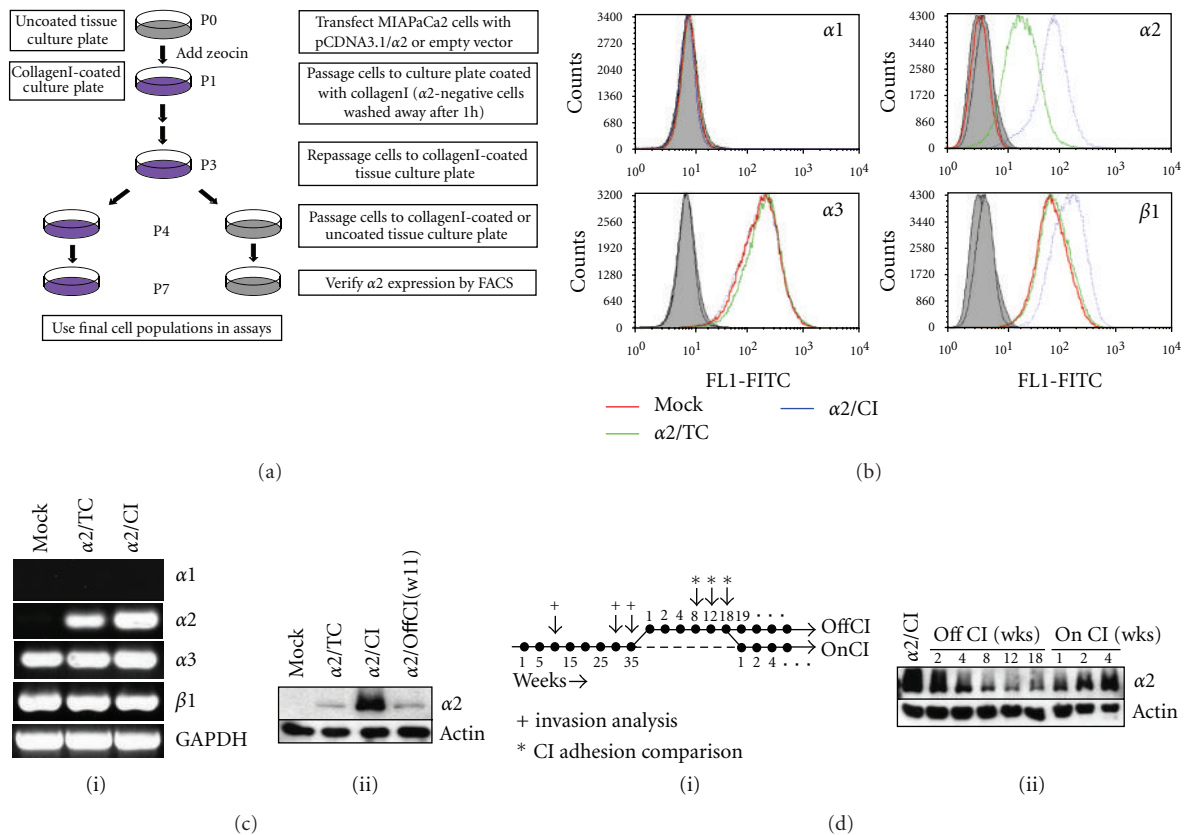 Uncoated tissue
culture plate
P0
Add zeocin
CollagenI-coated
culture plate
P1
P3
P4
P7
Transfect MIAPaCa2 cells with
pCDNA3.1/α2 or empty vector
Passage cells to culture plate coated
with collagenI (α2-negative cells
washed away after 1h)
Repassage cells to collagenI-coated
tissue culture plate
Passage cells to collagenI-coated or
uncoated tissue culture plate
Verify α2 expression by FACS
Use final cell populations in assays
(a)
Counts
3400
2720
2040
1360
680
0
α1
10⁰ 10¹ 10² 10³ 10⁴
Counts
4300
3440
2580
1720
860
0
α2
10⁰ 10¹ 10² 10³ 10⁴
Counts
3200
2560
1920
1280
640
0
α3
10⁰ 10¹ 10² 10³ 10⁴
FL1-FITC
Counts
4300
3440
2580
1720
860
0
β1
10⁰ 10¹ 10² 10³ 10⁴
FL1-FITC
Mock
α2/CI
α2/TC
(b)
Mock
α2/TC
α2/CI
α1
α2
α3
β1
GAPDH
(i)
Mock
α2/TC
α2/CI
α2/OffCI(w11)
α2
Actin
(ii)
(c)
* * *
+ + +
1 2 4 8 12 18 19 · · ·
OffCI
OnCI
1 5 15 25 35
1 2 4 · · ·
Weeks→
+ invasion analysis
* CI adhesion comparison
(i)
α2/CI
Off CI (wks)
On CI (wks)
2 4 8 12 18 1 2 4
α2
Actin
(ii)
(d)